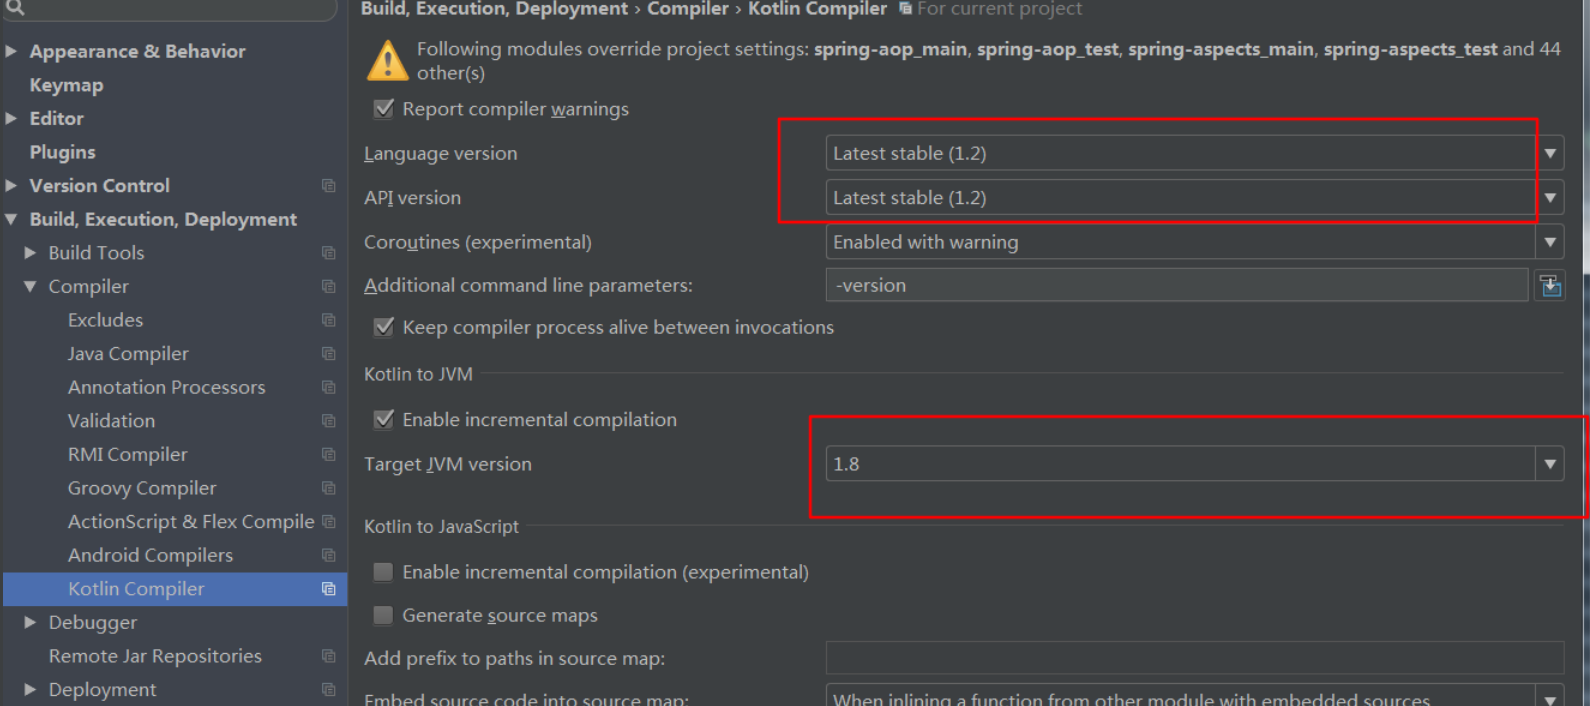 Build, Execution, Deployment › Compiler › Kotlin Compiler For current project
Appearance & Behavior
Keymap
Editor
Plugins
Version Control
Build, Execution, Deployment
Build Tools
Compiler
Excludes
Java Compiler
Annotation Processors
Validation
RMI Compiler
Groovy Compiler
ActionScript & Flex Compile
Android Compilers
Kotlin Compiler
Debugger
Remote Jar Repositories
Deployment
Following modules override project settings: spring-aop_main, spring-aop_test, spring-aspects_main, spring-aspects_test and 44
other(s)
Report compiler warnings
Language version Latest stable (1.2)
API version Latest stable (1.2)
Coroutines (experimental) Enabled with warning
Additional command line parameters: -version
Keep compiler process alive between invocations
Kotlin to JVM
Enable incremental compilation
Target JVM version 1.8
Kotlin to JavaScript
Enable incremental compilation (experimental)
Generate source maps
Add prefix to paths in source map:
Embed source code into source map: When inlining a function from other module with embedded sources